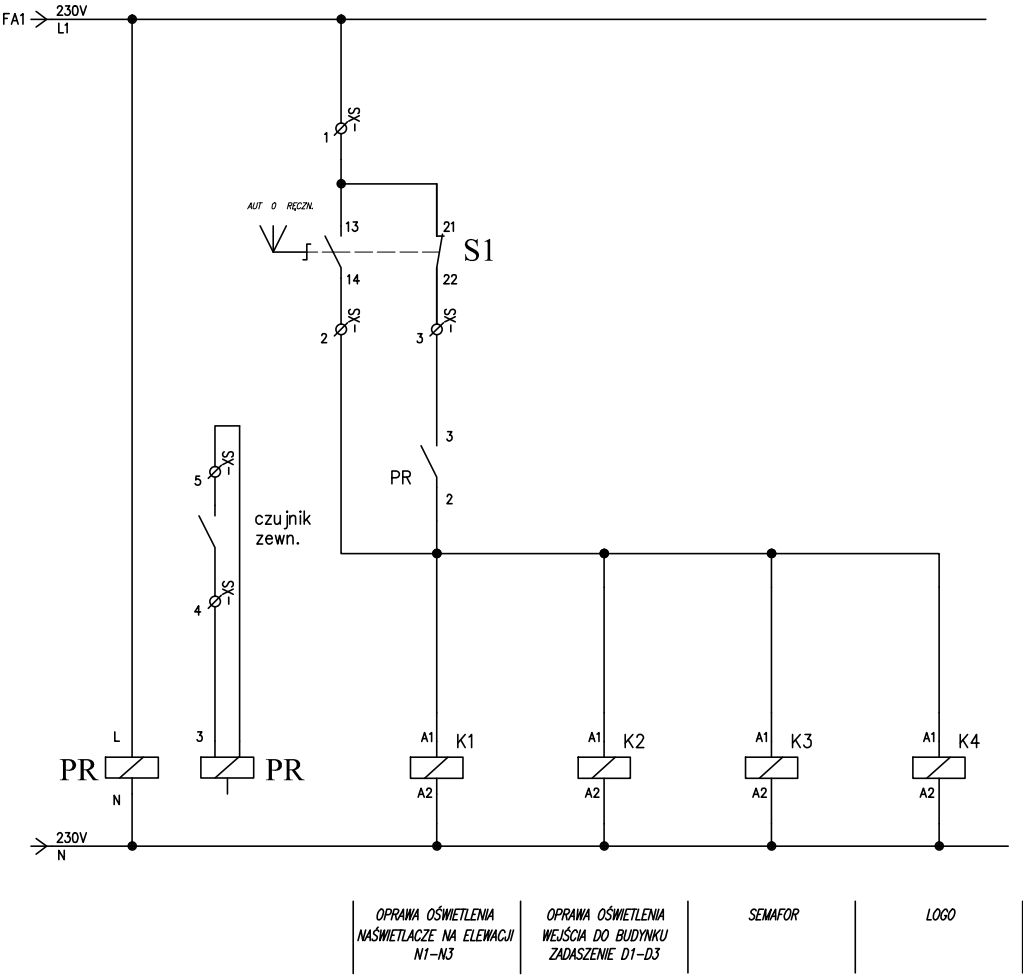 FA1 230V
L1
1 -XS
AUT 0 RĘCZN.
13 21
S1
14 22
2 -XS 3 -XS
3
PR
2
5 -XS
czujnik
zewn.
4 -XS
L 3 A1 K1 A1 K2 A1 K3 A1 K4
PR PR
N A2 A2 A2 A2
230V
N
OPRAWA OŚWIETLENIA
NAŚWIETLACZE NA ELEWACJI
N1-N3
OPRAWA OŚWIETLENIA
WEJŚCIA DO BUDYNKU
ZADASZENIE D1-D3
SEMAFOR
LOGO